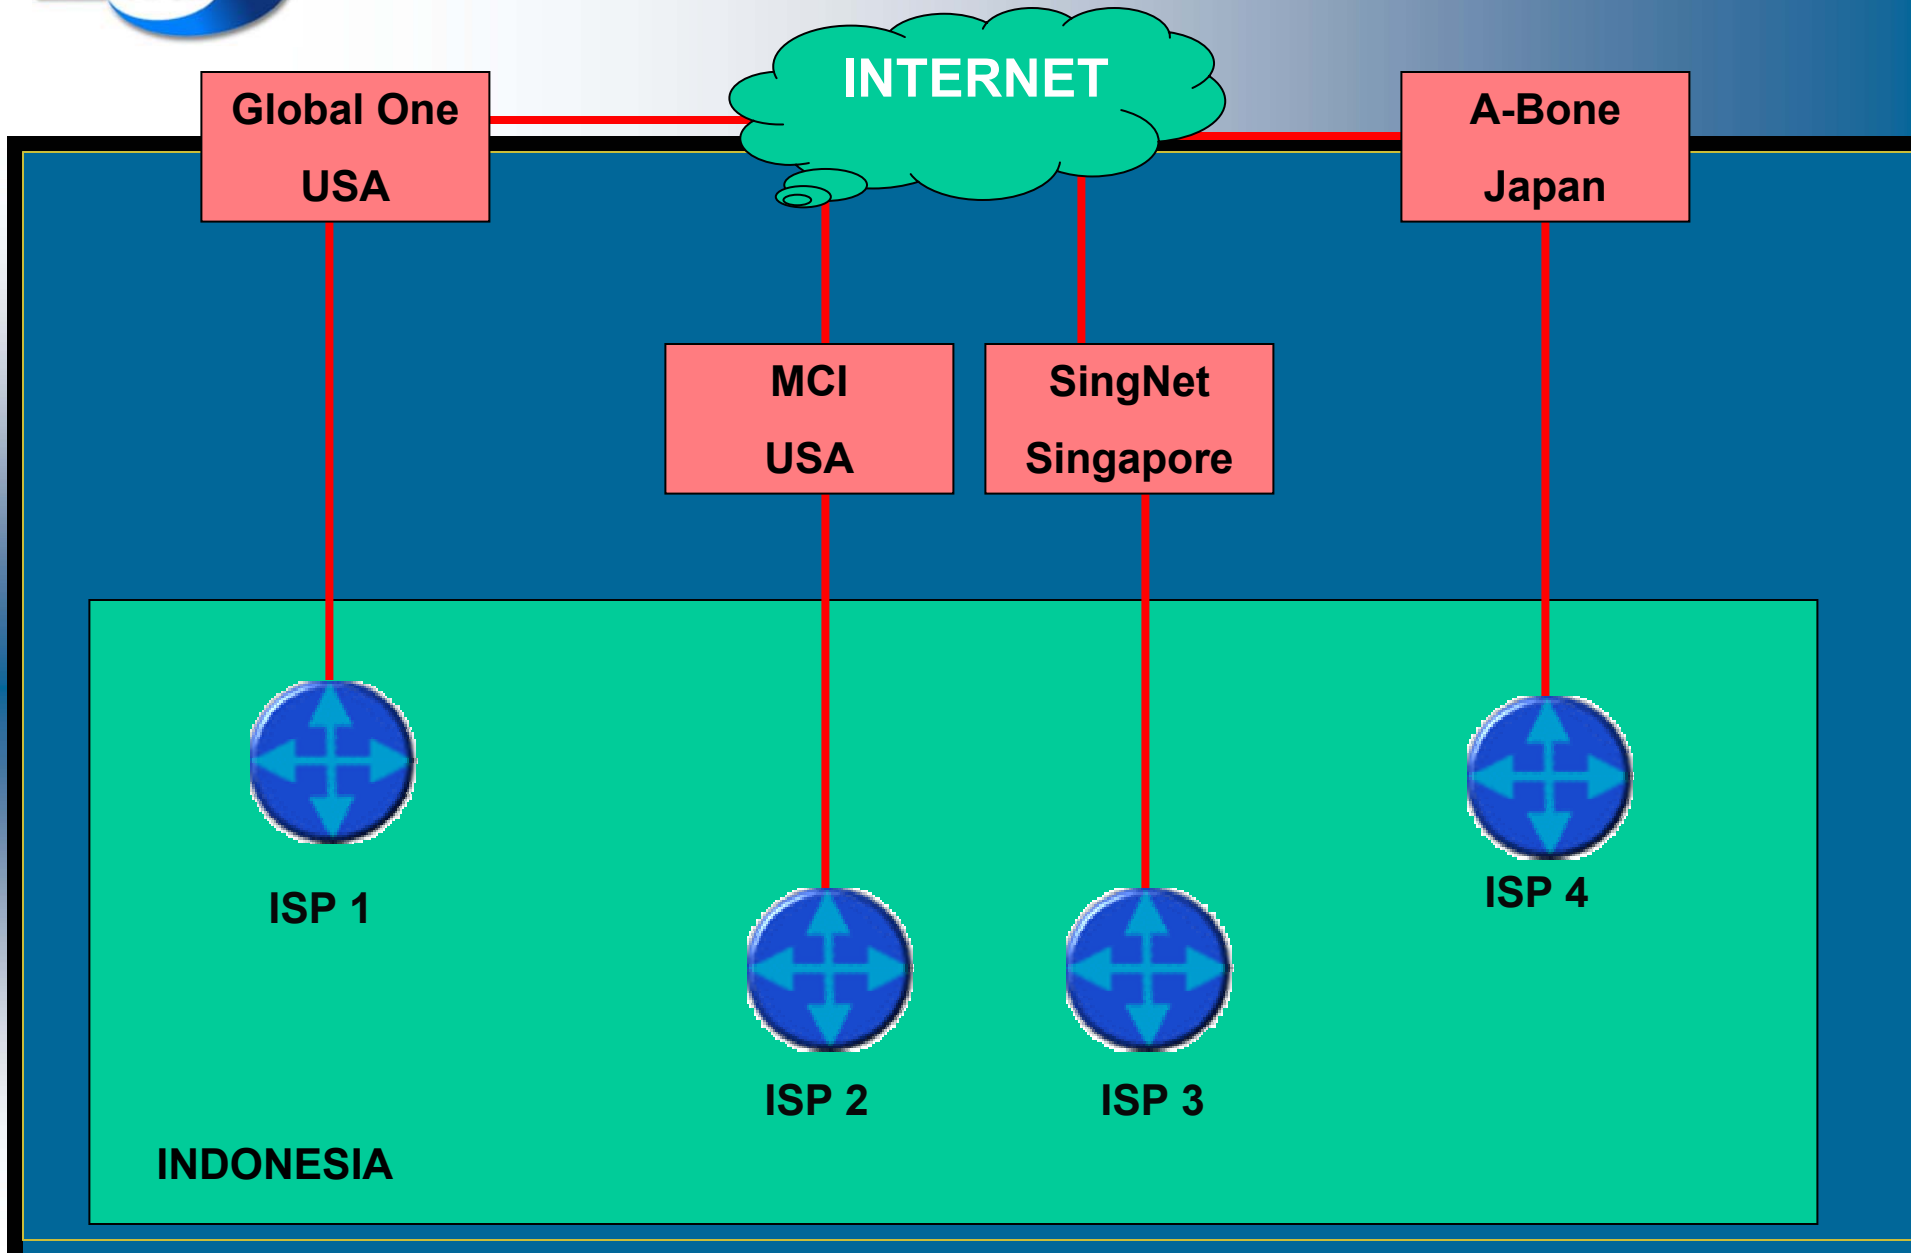 INTERNET
Global One
USA
A-Bone
Japan
MCI
USA
SingNet
Singapore
ISP 1
ISP 4
ISP 2
ISP 3
INDONESIA